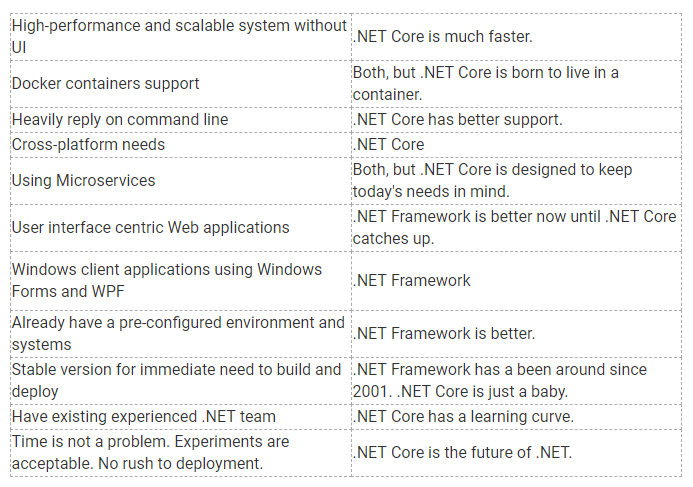 High-performance and scalable system without
UI
.NET Core is much faster.
Docker containers support
Both, but .NET Core is born to live in a
container.
Heavily reply on command line
.NET Core has better support.
Cross-platform needs
.NET Core
Using Microservices
Both, but .NET Core is designed to keep
today's needs in mind.
User interface centric Web applications
.NET Framework is better now until .NET Core
catches up.
Windows client applications using Windows
Forms and WPF
.NET Framework
Already have a pre-configured environment and
systems
.NET Framework is better.
Stable version for immediate need to build and
deploy
.NET Framework has a been around since
2001. .NET Core is just a baby.
Have existing experienced .NET team
.NET Core has a learning curve.
Time is not a problem. Experiments are
acceptable. No rush to deployment.
.NET Core is the future of .NET.